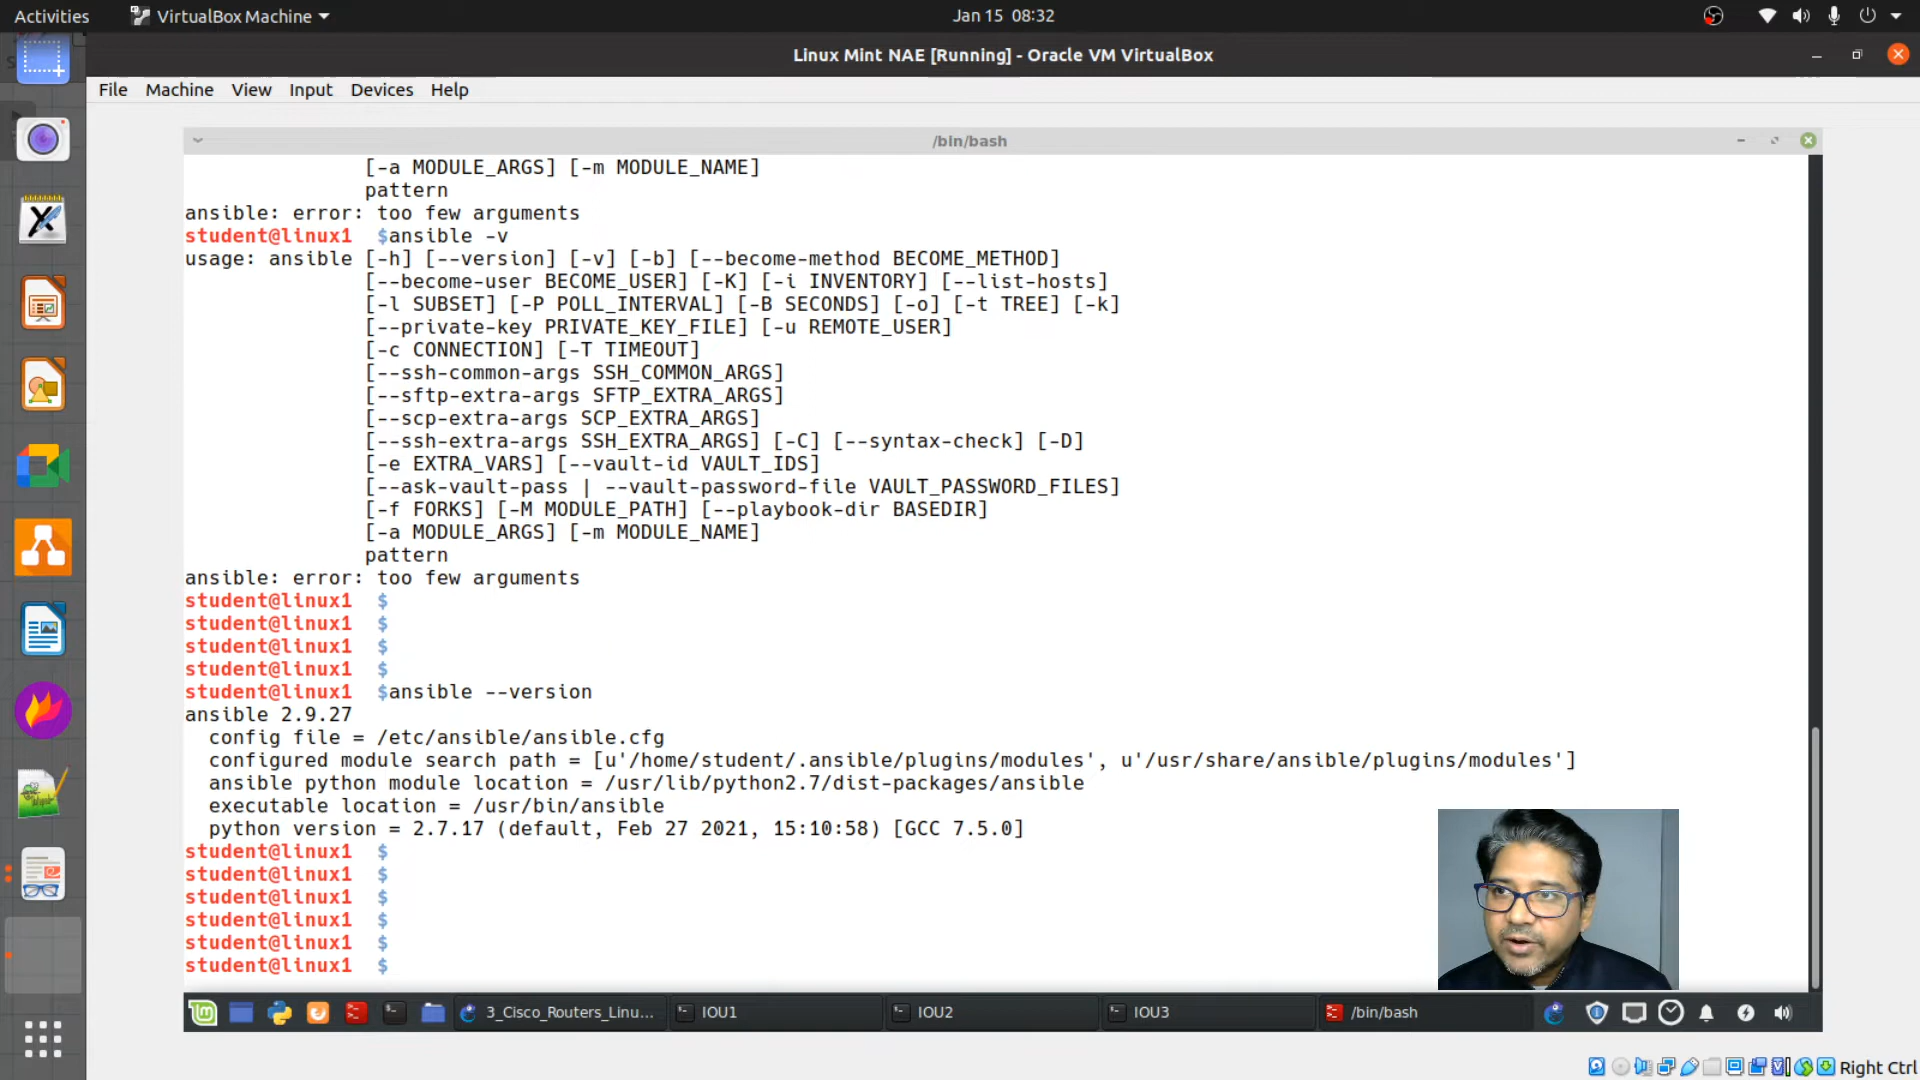 Activities
VirtualBox Machine
Jan 15 08:32
Linux Mint NAE [Running] - Oracle VM VirtualBox
File Machine View Input Devices Help
/bin/bash
[-a MODULE_ARGS] [-m MODULE_NAME]
pattern
ansible: error: too few arguments
student@linux1 $ansible -v
usage: ansible [-h] [--version] [-v] [-b] [--become-method BECOME_METHOD]
[--become-user BECOME_USER] [-K] [-i INVENTORY] [--list-hosts]
[-l SUBSET] [-P POLL_INTERVAL] [-B SECONDS] [-o] [-t TREE] [-k]
[--private-key PRIVATE_KEY_FILE] [-u REMOTE_USER]
[-c CONNECTION] [-T TIMEOUT]
[--ssh-common-args SSH_COMMON_ARGS]
[--sftp-extra-args SFTP_EXTRA_ARGS]
[--scp-extra-args SCP_EXTRA_ARGS]
[--ssh-extra-args SSH_EXTRA_ARGS] [-C] [--syntax-check] [-D]
[-e EXTRA_VARS] [--vault-id VAULT_IDS]
[--ask-vault-pass | --vault-password-file VAULT_PASSWORD_FILES]
[-f FORKS] [-M MODULE_PATH] [--playbook-dir BASEDIR]
[-a MODULE_ARGS] [-m MODULE_NAME]
pattern
ansible: error: too few arguments
student@linux1 $
student@linux1 $
student@linux1 $
student@linux1 $
student@linux1 $ansible --version
ansible 2.9.27
config file = /etc/ansible/ansible.cfg
configured module search path = [u'/home/student/.ansible/plugins/modules', u'/usr/share/ansible/plugins/modules']
ansible python module location = /usr/lib/python2.7/dist-packages/ansible
executable location = /usr/bin/ansible
python version = 2.7.17 (default, Feb 27 2021, 15:10:58) [GCC 7.5.0]
student@linux1 $
student@linux1 $
student@linux1 $
student@linux1 $
student@linux1 $
student@linux1 $
3_Cisco_Routers_Linu...
IOU1
IOU2
IOU3
/bin/bash
Right Ctrl